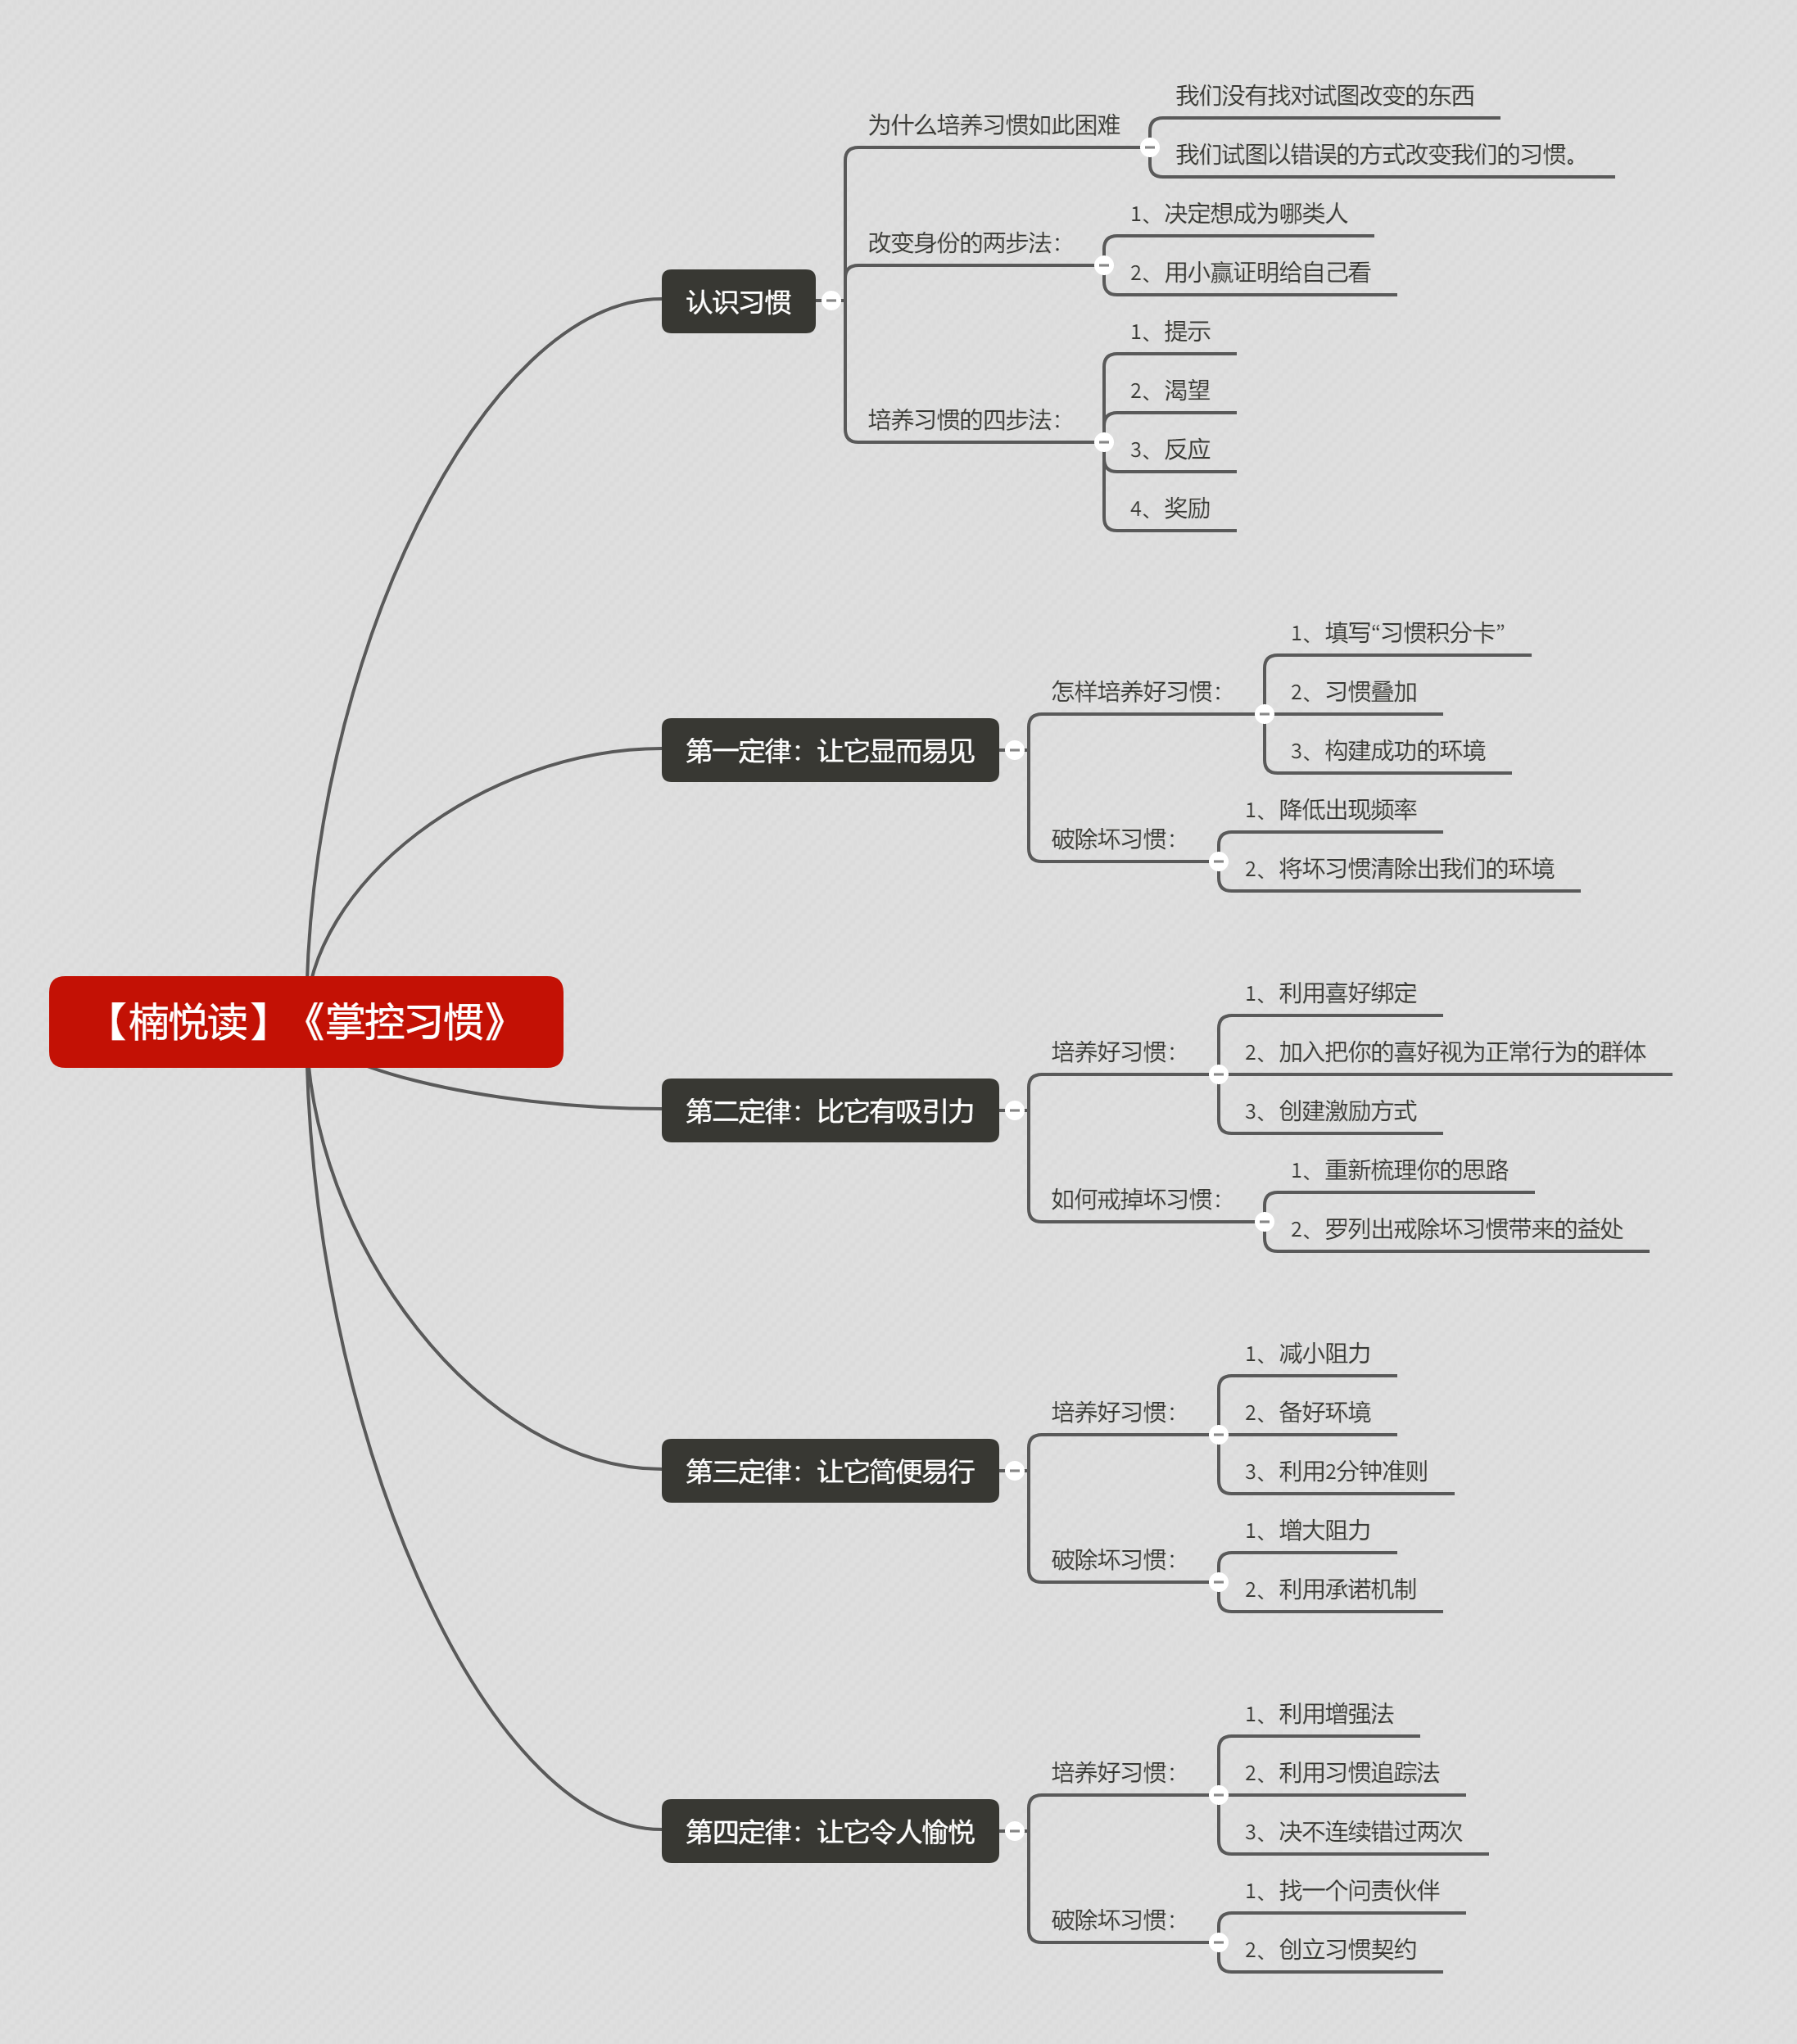 【楠悦读】《掌控习惯》
认识习惯
为什么培养习惯如此困难
我们没有找对试图改变的东西
我们试图以错误的方式改变我们的习惯。
改变身份的两步法：
1、决定想成为哪类人
2、用小赢证明给自己看
培养习惯的四步法：
1、提示
2、渴望
3、反应
4、奖励
第一定律：让它显而易见
怎样培养好习惯：
1、填写“习惯积分卡”
2、习惯叠加
3、构建成功的环境
破除坏习惯：
1、降低出现频率
2、将坏习惯清除出我们的环境
第二定律：比它有吸引力
培养好习惯：
1、利用喜好绑定
2、加入把你的喜好视为正常行为的群体
3、创建激励方式
如何戒掉坏习惯：
1、重新梳理你的思路
2、罗列出戒除坏习惯带来的益处
第三定律：让它简便易行
培养好习惯：
1、减小阻力
2、备好环境
3、利用2分钟准则
破除坏习惯：
1、增大阻力
2、利用承诺机制
第四定律：让它令人愉悦
培养好习惯：
1、利用增强法
2、利用习惯追踪法
3、决不连续错过两次
破除坏习惯：
1、找一个问责伙伴
2、创立习惯契约